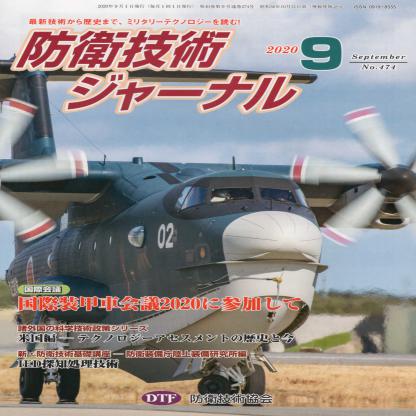 最新技術から歴史まで、ミリタリーテクノロジーを読む!
防衛技術
ジャーナル
2020
9
September
No.474
02
国際会議
国際装甲車会議2020に参加して
諸外国の科学技術政策シリーズ
米国編 ― テクノロジーアセスメントの歴史と今
新・防衛技術基礎講座 ― 防衛装備庁陸上装備研究所編
IED探知処理技術
DTF 防衛技術協会